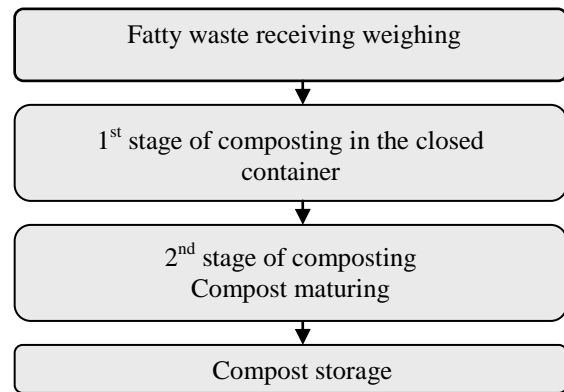 Fatty waste receiving weighing
1st stage of composting in the closed
container
2nd stage of composting
Compost maturing
Compost storage